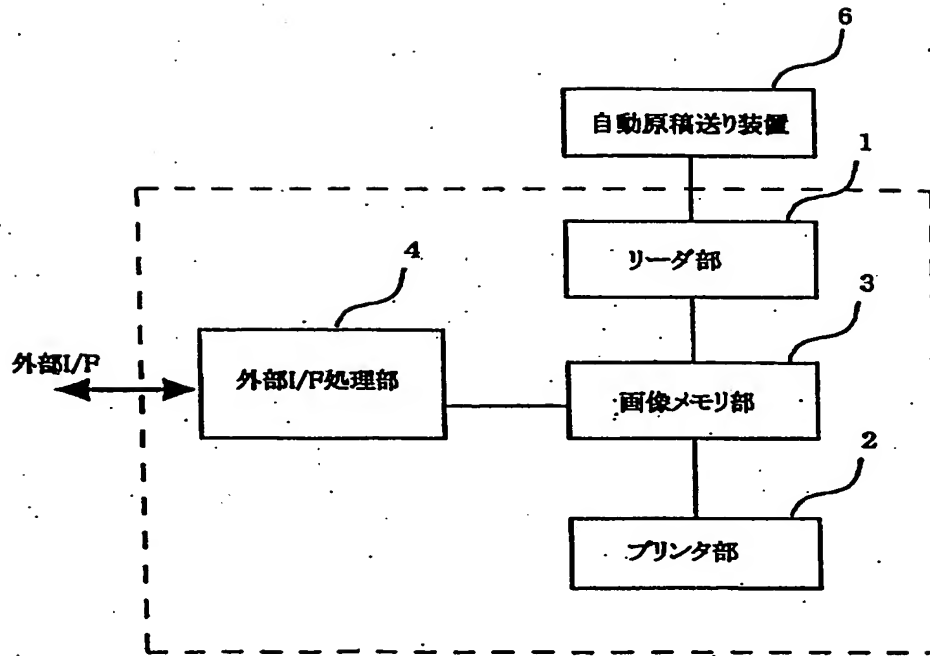 6
自動原稿送り装置
1
リーダ部
4
3
外部I/F
外部I/F処理部
画像メモリ部
2
プリンタ部